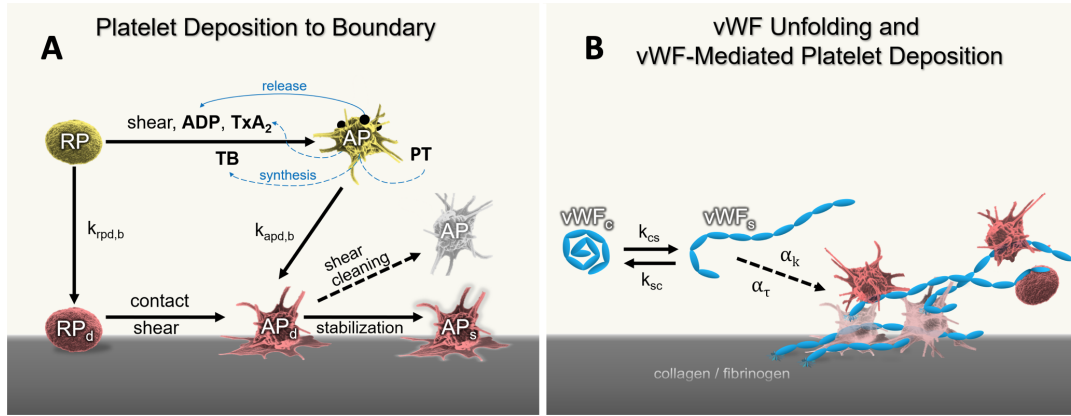 A
Platelet Deposition to Boundary
release
shear, ADP, TxA2
RP
AP
TB
PT
synthesis
krpd,b
kapd,b
AP
shear
cleaning
contact
RPd
shear
APd
stabilization
APs
B
vWF Unfolding and
vWF-Mediated Platelet Deposition
vWFc
kcs
ksc
vWFs
αk
ατ
collagen / fibrinogen